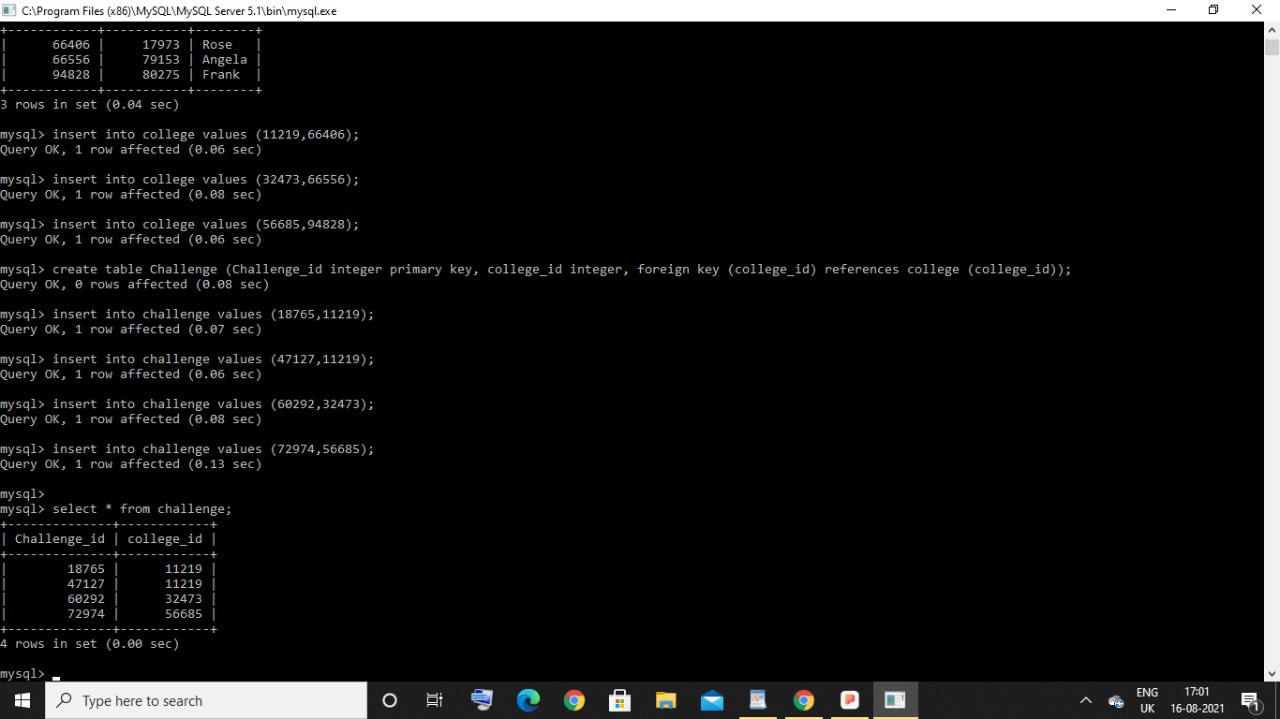 C:\Program Files (x86)\MySQL\MySQL Server 5.1\bin\mysql.exe
+-----------+-----------+--------+
|     66406 |     17973 | Rose   |
|     66556 |     79153 | Angela |
|     94828 |     80275 | Frank  |
+-----------+-----------+--------+
3 rows in set (0.04 sec)
mysql> insert into college values (11219,66406);
Query OK, 1 row affected (0.06 sec)
mysql> insert into college values (32473,66556);
Query OK, 1 row affected (0.08 sec)
mysql> insert into college values (56685,94828);
Query OK, 1 row affected (0.06 sec)
mysql> create table Challenge (Challenge_id integer primary key, college_id integer, foreign key (college_id) references college (college_id));
Query OK, 0 rows affected (0.08 sec)
mysql> insert into challenge values (18765,11219);
Query OK, 1 row affected (0.07 sec)
mysql> insert into challenge values (47127,11219);
Query OK, 1 row affected (0.06 sec)
mysql> insert into challenge values (60292,32473);
Query OK, 1 row affected (0.08 sec)
mysql> insert into challenge values (72974,56685);
Query OK, 1 row affected (0.13 sec)
mysql>
mysql> select * from challenge;
+--------------+------------+
| Challenge_id | college_id |
+--------------+------------+
|        18765 |      11219 |
|        47127 |      11219 |
|        60292 |      32473 |
|        72974 |      56685 |
+--------------+------------+
4 rows in set (0.00 sec)
mysql> _
Type here to search
ENG
UK
17:01
16-08-2021
1